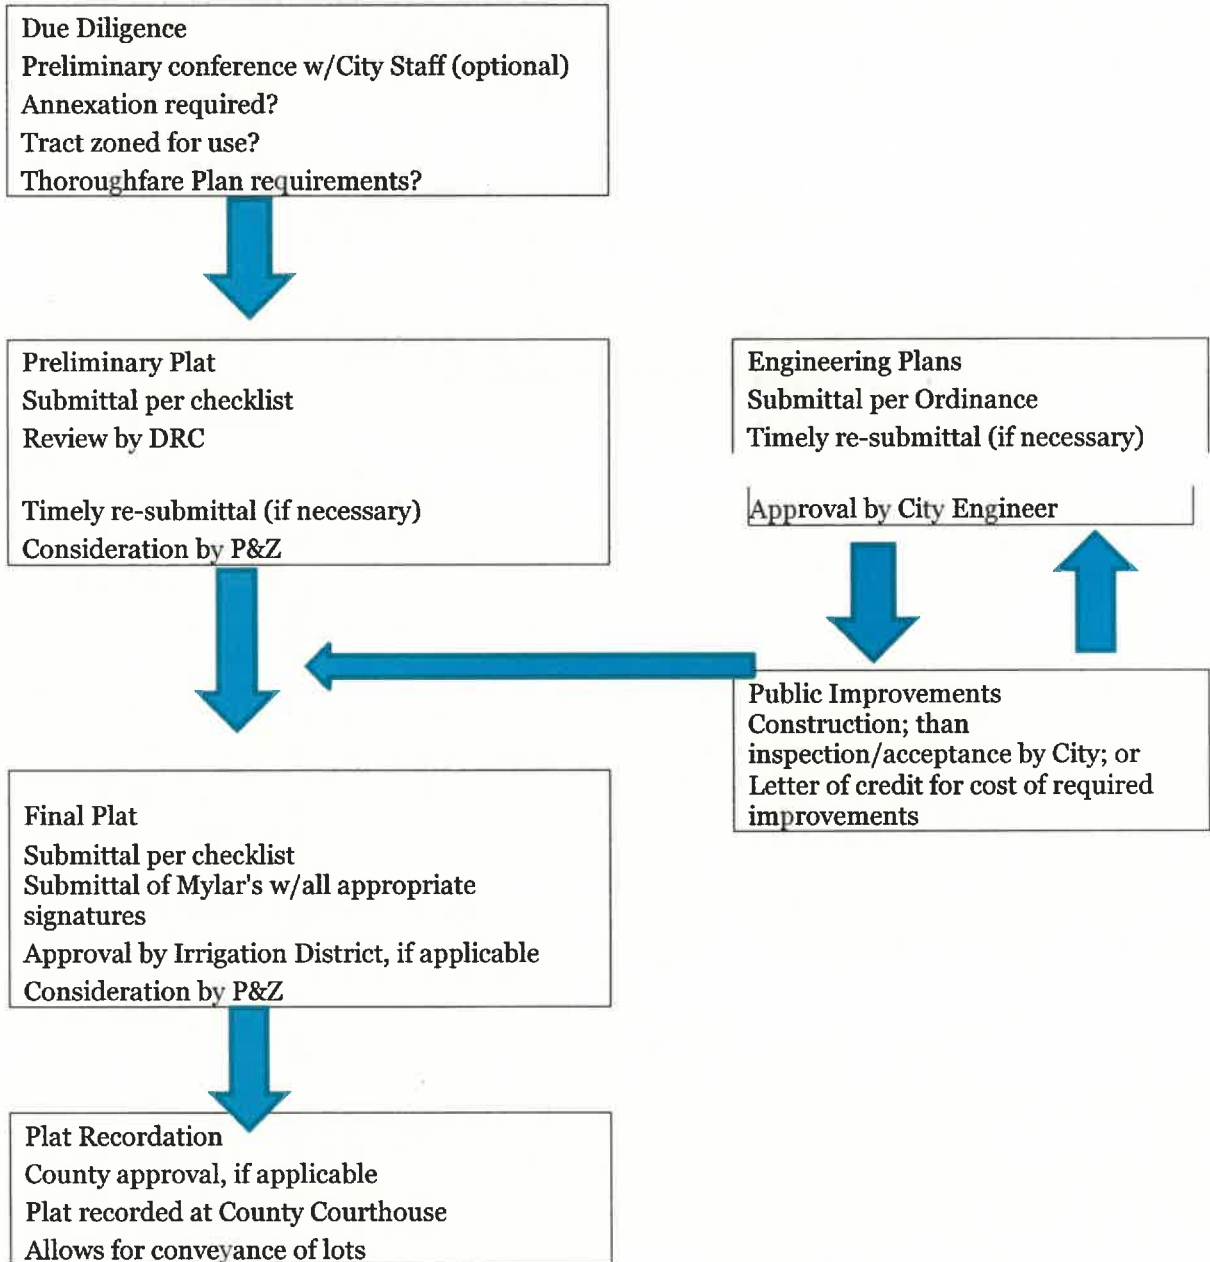 Due Diligence
Preliminary conference w/City Staff (optional)
Annexation required?
Tract zoned for use?
Thoroughfare Plan requirements?
Preliminary Plat
Submittal per checklist
Review by DRC
Timely re-submittal (if necessary)
Consideration by P&Z
Engineering Plans
Submittal per Ordinance
Timely re-submittal (if necessary)
Approval by City Engineer
Public Improvements
Construction; than
inspection/acceptance by City; or
Letter of credit for cost of required
improvements
Final Plat
Submittal per checklist
Submittal of Mylar's w/all appropriate
signatures
Approval by Irrigation District, if applicable
Consideration by P&Z
Plat Recordation
County approval, if applicable
Plat recorded at County Courthouse
Allows for conveyance of lots